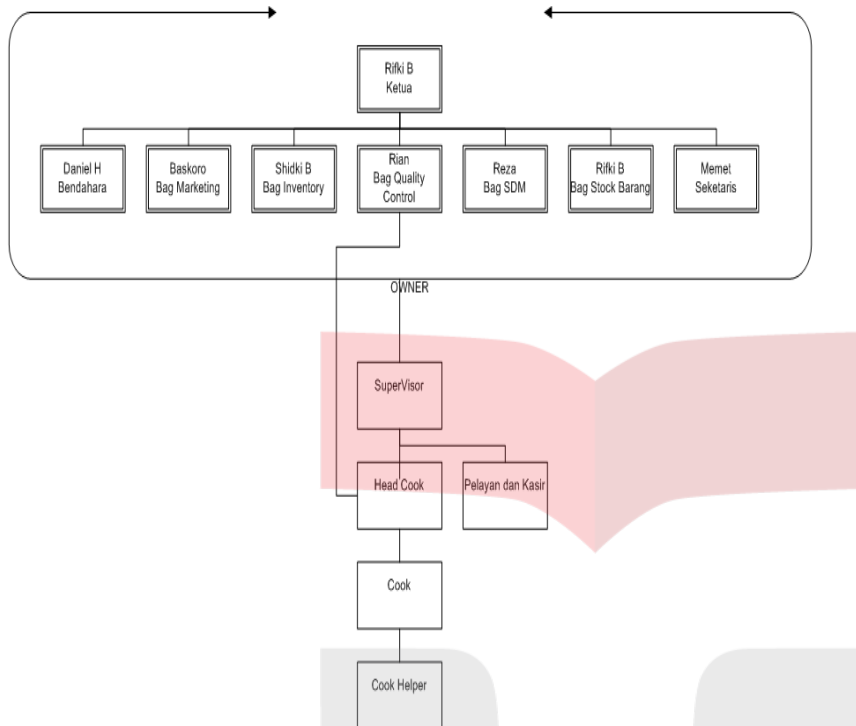 Rifki B
Ketua
Daniel H
Bendahara
Baskoro
Bag Marketing
Shidki B
Bag Inventory
Rian
Bag Quality
Control
Reza
Bag SDM
Rifki B
Bag Stock Barang
Memet
Seketaris
OWNER
SuperVisor
Head Cook
Pelayan dan Kasir
Cook
Cook Helper